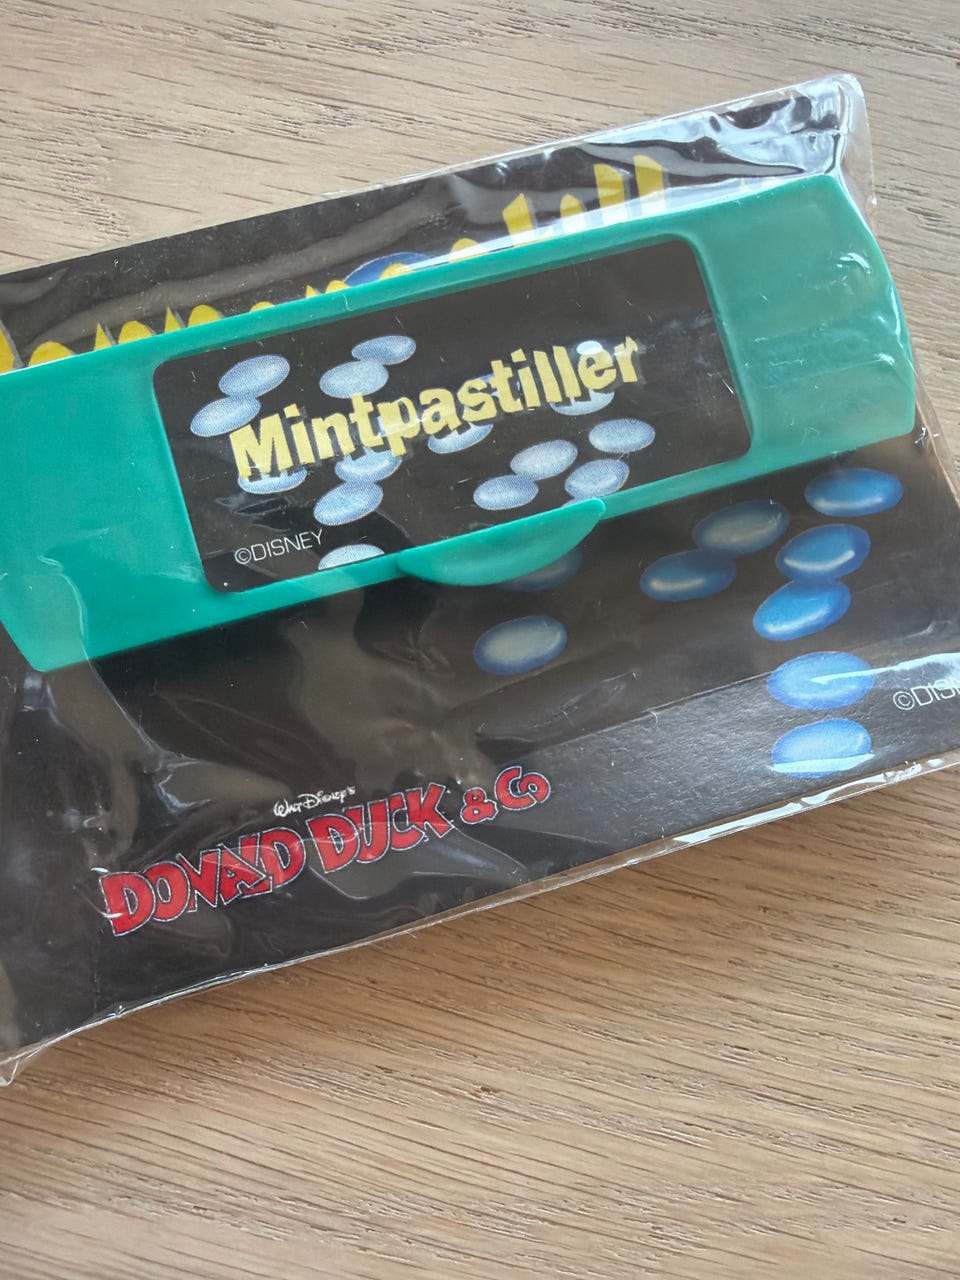 Mintpastiller
©DISNEY
©DISN
WALT DISNEY'S
DONALD DUCK & Co